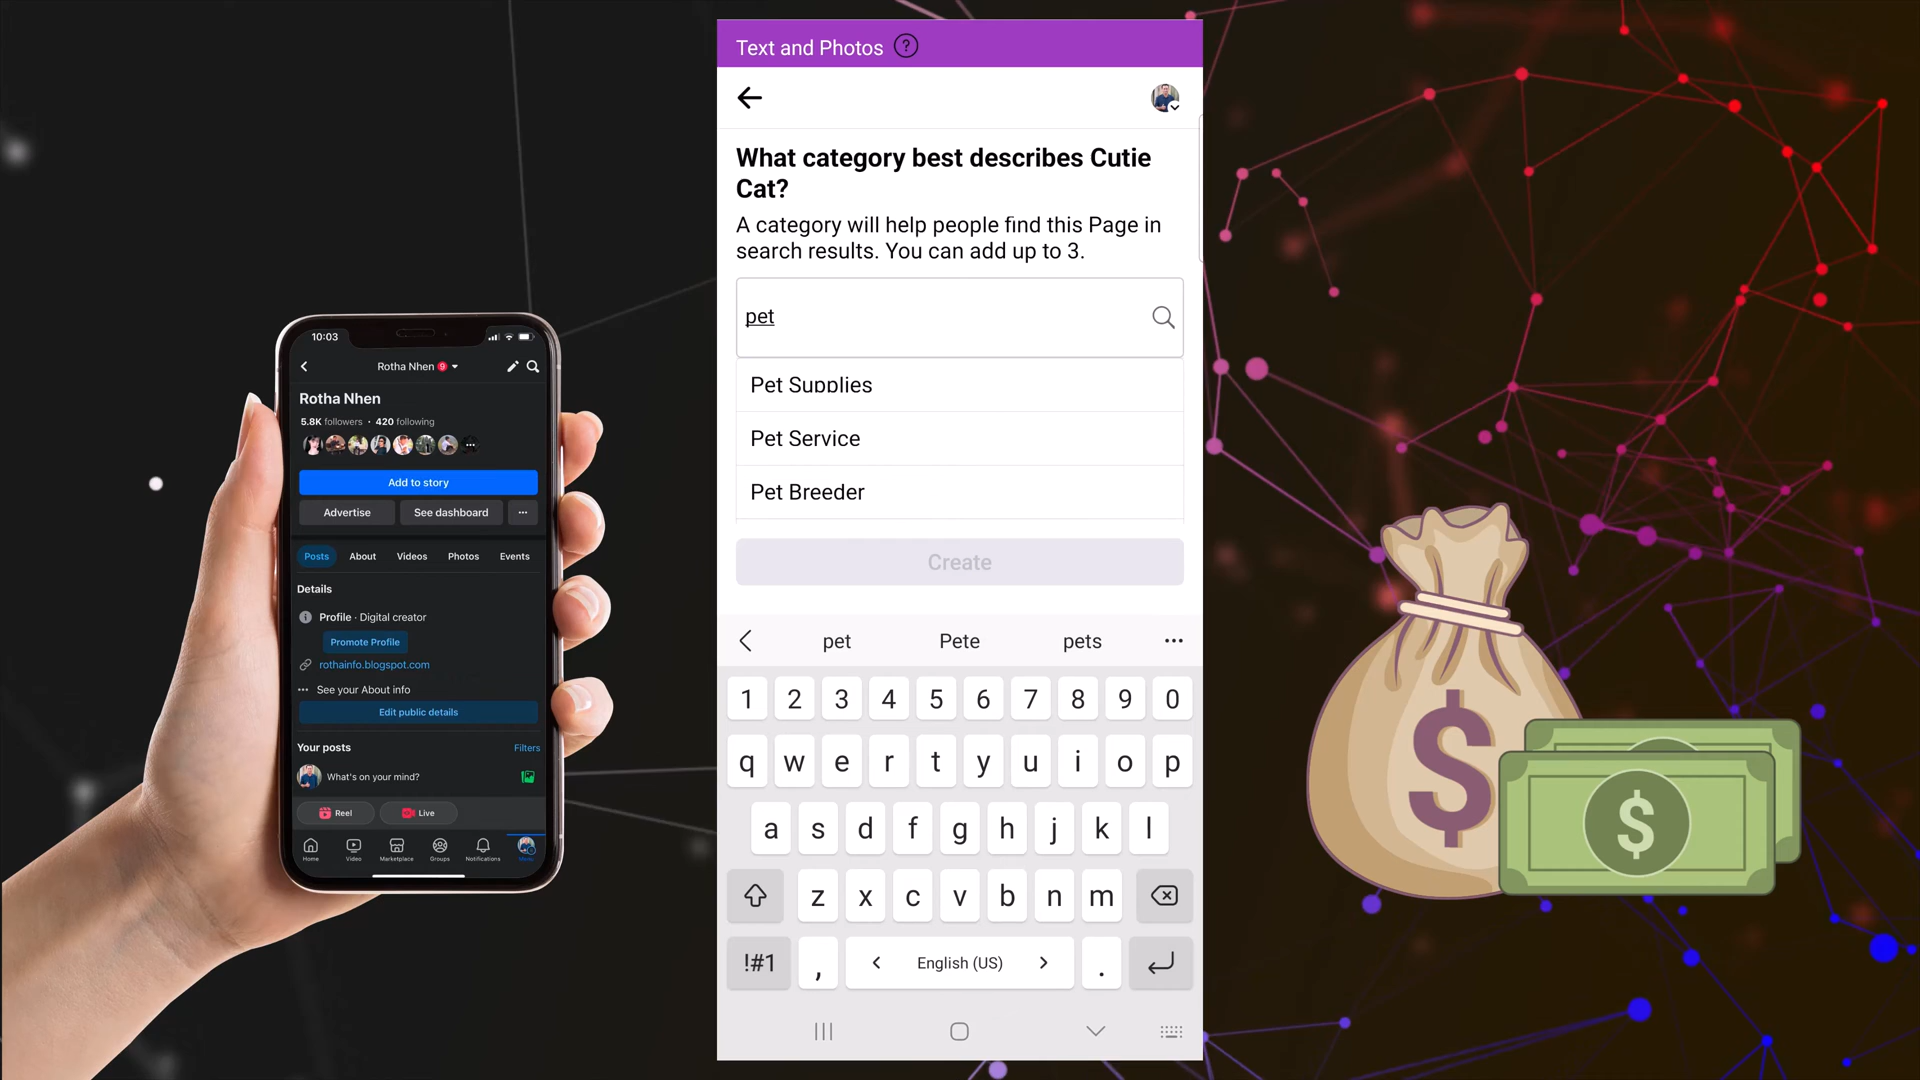 10:03
Rotha Nhen 9
Rotha Nhen
5.8K followers • 420 following
Add to story
Advertise
See dashboard
Posts
About
Videos
Photos
Events
Details
Profile · Digital creator
Promote Profile
rothainfo.blogspot.com
See your About info
Edit public details
Your posts
Filters
What's on your mind?
Reel
Live
Home
Video
Marketplace
Groups
Notifications
Menu
Text and Photos ?
What category best describes Cutie
Cat?
A category will help people find this Page in
search results. You can add up to 3.
pet
Pet Supplies
Pet Service
Pet Breeder
Create
pet
Pete
pets
1 2 3 4 5 6 7 8 9 0
q w e r t y u i o p
a s d f g h j k l
z x c v b n m
!#1 , < English (US) > .
$
$